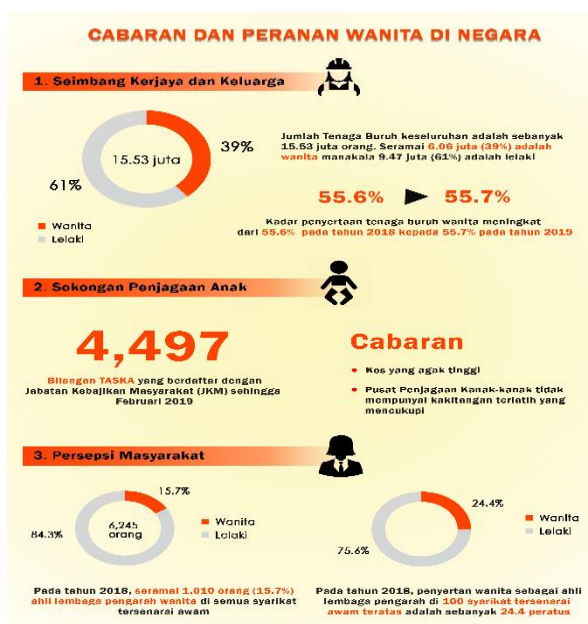 CABARAN DAN PERANAN WANITA DI NEGARA
1. Seimbang Kerjaya dan Keluarga
15.53 juta
39%
61%
Wanita
Lelaki
Jumlah Tenaga Buruh keseluruhan adalah sebanyak
15.53 juta orang. Seramai 6.06 juta (39%) adalah
wanita manakala 9.47 juta (61%) adalah lelaki
55.6% 55.7%
Kadar penyertaan tenaga buruh wanita meningkat
dari 55.6% pada tahun 2018 kepada 55.7% pada tahun 2019
2. Sokongan Penjagaan Anak
4,497
Bilangan TASKA yang berdaftar dengan
Jabatan Kebajikan Masyarakat (JKM) sehingga
Februari 2019
Cabaran
Kos yang agak tinggi
Pusat Penjagaan Kanak-kanak tidak
mempunyai kakitangan terlatih yang
mencukupi
3. Persepsi Masyarakat
15.7%
84.3%
6,245
orang
Wanita
Lelaki
Pada tahun 2018, seramai 1,010 orang (15.7%)
ahli lembaga pengarah wanita di semua syarikat
tersenarai awam
24.4%
75.6%
Wanita
Lelaki
Pada tahun 2018, penyertan wanita sebagai ahli
lembaga pengarah di 100 syarikat tersenarai
awam teratas adalah sebanyak 24.4 peratus